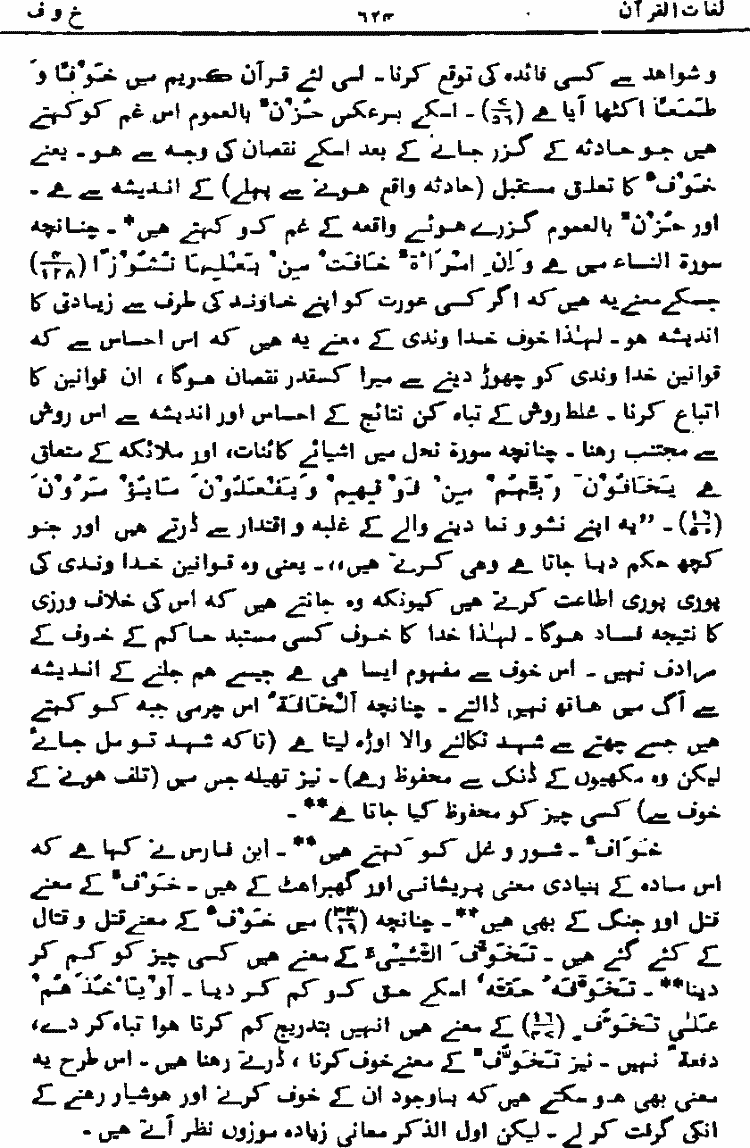 لغات القرآن ۶۲۳ خ و ف
و شواہد سے کسی فائدہ کی توقع کرنا۔ اسی لئے قرآن کریم میں خَوْفًا وَّ
طَمَعًا اکٹھا آیا ہے (۷/۵۶)۔ اسکے برعکس حُزْنٌ بالعموم اس غم کو کہتے
ہیں جو حادثہ کے گزر جانے کے بعد اسکے نقصان کی وجہ سے ہو۔ یعنے
خَوْفٌ کا تعلق مستقبل (حادثہ واقع ہونے سے پہلے) کے اندیشہ سے ہے۔
اور حُزْنٌ بالعموم گزرے ہوئے واقعہ کے غم کو کہتے ہیں*۔ چنانچہ
سورۃ النساء میں ہے وَاِنِ امْرَاَةٌ خَافَتْ مِنْ بَعْلِهَا نُشُوْزًا (۴/۱۲۸)
جسکے معنے یہ ہیں کہ اگر کسی عورت کو اپنے خاوند کی طرف سے زیادتی کا
اندیشہ ہو۔ لہٰذا خوف خدا وندی کے معنے یہ ہیں کہ اس احساس سے کہ
قوانین خدا وندی کو چھوڑ دینے سے میرا کسقدر نقصان ہوگا، ان قوانین کا
اتباع کرنا۔ غلط روش کے تباہ کن نتائج کے احساس اور اندیشہ سے اس روش
سے مجتنب رہنا۔ چنانچہ سورۃ نحل میں اشیائے کائنات، اور ملائکہ کے متعلق
ہے يَخَافُوْنَ رَبَّهُمْ مِنْ فَوْقِهِمْ وَيَفْعَلُوْنَ مَا يُؤْمَرُوْنَ
(۱۶/۵۰)۔ ”یہ اپنے نشو و نما دینے والے کے غلبہ و اقتدار سے ڈرتے ہیں اور جو
کچھ حکم دیا جاتا ہے وہی کرتے ہیں،،۔ یعنی وہ قوانین خدا وندی کی
پوری پوری اطاعت کرتے ہیں کیونکہ وہ جانتے ہیں کہ اس کی خلاف ورزی
کا نتیجہ فساد ہوگا۔ لہٰذا خدا کا خوف کسی مستبد حاکم کے خوف کے
مرادف نہیں۔ اس خوف سے مفہوم ایسا ہی ہے جیسے ہم جلنے کے اندیشہ
سے آگ میں ہاتھ نہیں ڈالتے۔ چنانچہ اَلْخَافَةُ اس چرمی جبہ کو کہتے
ہیں جسے چھتے سے شہد نکالنے والا اوڑھ لیتا ہے (تاکہ شہد تو مل جائے
لیکن وہ مکھیوں کے ڈنک سے محفوظ رہے)۔ نیز تھیلہ جس میں (تلف ہونے کے
خوف سے) کسی چیز کو محفوظ کیا جاتا ہے**۔
خَوَافٌ۔ شور و غل کو کہتے ہیں**۔ ابن فارس نے کہا ہے کہ
اس مادہ کے بنیادی معنی پریشانی اور گھبراہٹ کے ہیں۔ خَوْفٌ کے معنے
قتل اور جنگ کے بھی ہیں**۔ چنانچہ (۳۳/۱۹) میں خَوْفٌ کے معنے قتل و قتال
کے کئے گئے ہیں۔ تَخَوَّفَ الشَّیْءَ کے معنے ہیں کسی چیز کو کم کر
دینا**۔ تَخَوَّفَهُ حَقَّهُ اسکے حق کو کم کر دیا۔ اَوْ يَاْخُذَهُمْ
عَلٰى تَخَوُّفٍ (۱۶/۴۷) کے معنے ہیں انہیں بتدریج کم کرتا ہوا تباہ کر دے،
دفعةً نہیں۔ نیز تَخَوُّفٌ کے معنے خوف کرنا، ڈرتے رہنا ہیں۔ اس طرح یہ
معنی بھی ہو سکتے ہیں کہ باوجود ان کے خوف کرنے اور ہوشیار رہنے کے
انکی گرفت کر لے۔ لیکن اول الذکر معانی زیادہ موزوں نظر آتے ہیں۔